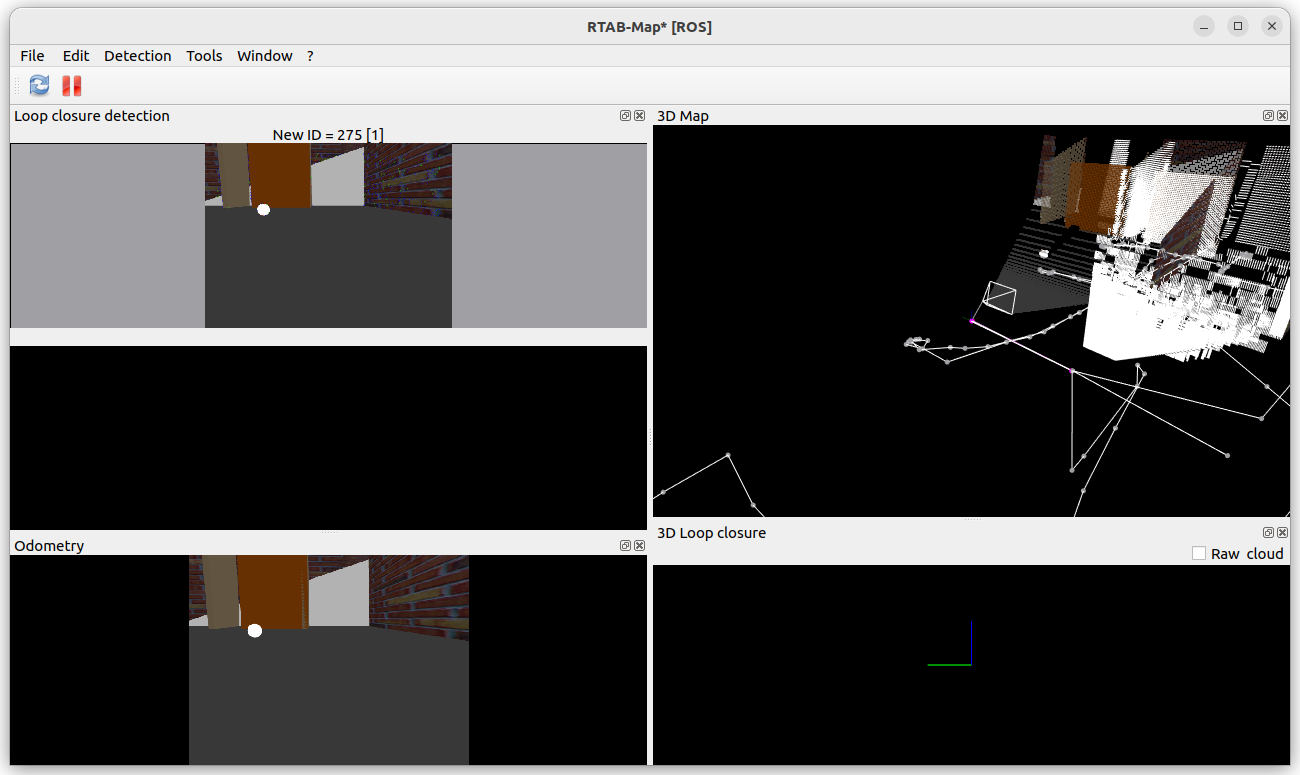 RTAB-Map* [ROS]
File Edit Detection Tools Window ?
Loop closure detection
New ID = 275 [1]
3D Map
Odometry
3D Loop closure
Raw cloud